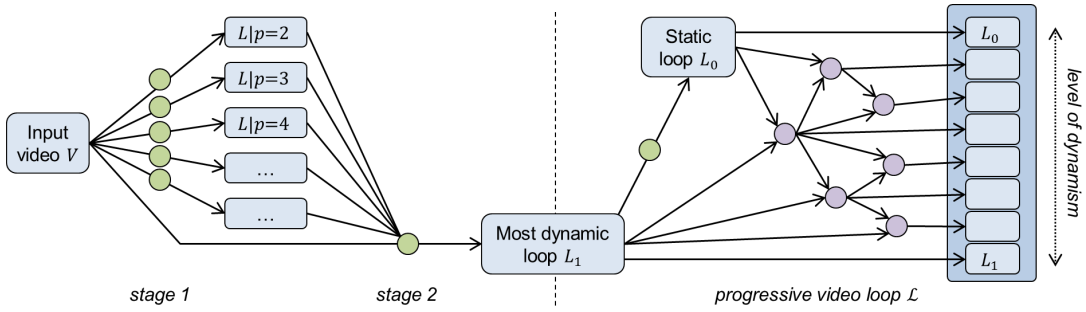 Input
video V
L|p=2
L|p=3
L|p=4
...
...
Most dynamic
loop L₁
Static
loop L₀
L₀
L₁
level of dynamism
stage 1
stage 2
progressive video loop ℒ